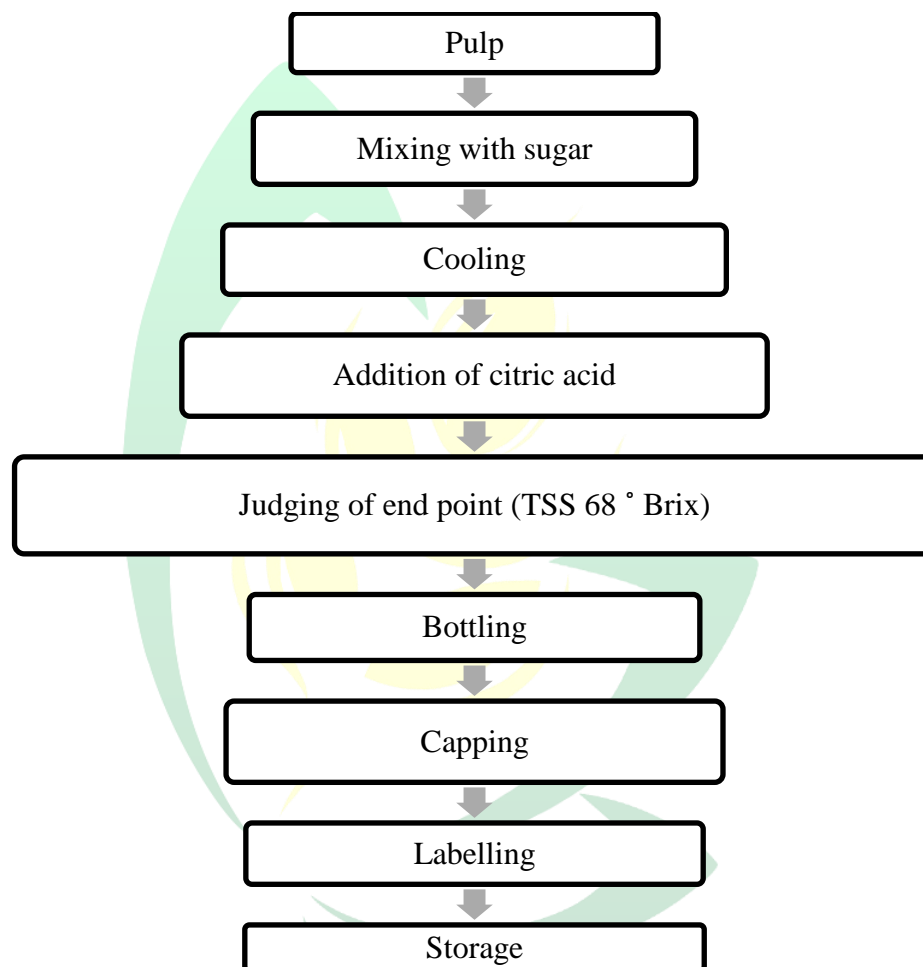 Pulp
Mixing with sugar
Cooling
Addition of citric acid
Judging of end point (TSS 68 ˚ Brix)
Bottling
Capping
Labelling
Storage